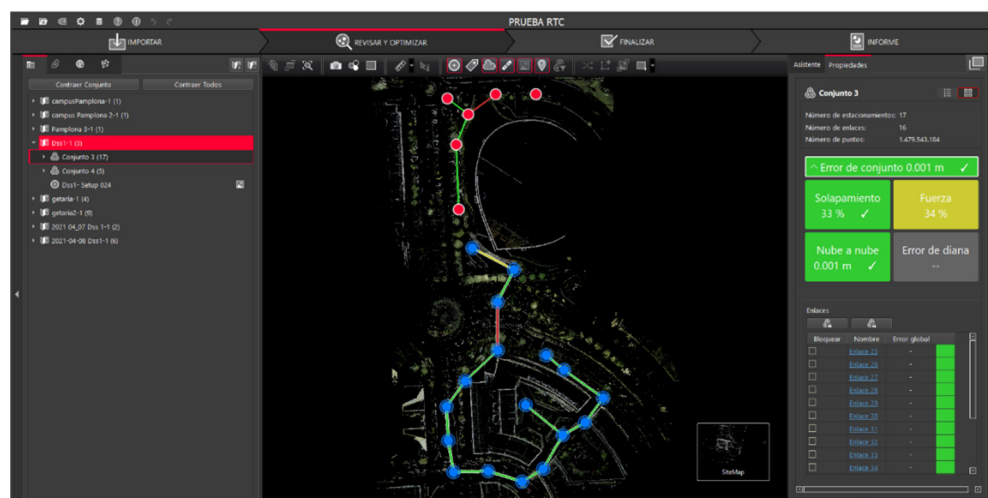 PRUEBA RTC
IMPORTAR
REVISAR Y OPTIMIZAR
FINALIZAR
INFORME
Contraer Conjunto
Contraer Todos
campusPamplona-1 (1)
campus Pamplona 2-1 (1)
Pamplona 3-1 (1)
Dss1-1 (3)
Conjunto 3 (17)
Conjunto 4 (5)
Dss1- Setup 024
getaria-1 (4)
getaria2-1 (9)
2021 04_07 Dss 1-1 (2)
2021-04-08 Dss1-1 (6)
SiteMap
Asistente Propiedades
Conjunto 3
Número de estacionamientos: 17
Número de enlaces: 16
Número de puntos: 1.479.543.184
Error de conjunto 0.001 m
Solapamiento
33 %
Fuerza
34 %
Nube a nube
0.001 m
Error de diana
--
Enlaces
Bloquear Nombre Error global
Enlace 25 -
Enlace 26 -
Enlace 27 -
Enlace 28 -
Enlace 29 -
Enlace 30 -
Enlace 31 -
Enlace 32 -
Enlace 33 -
Enlace 34 -